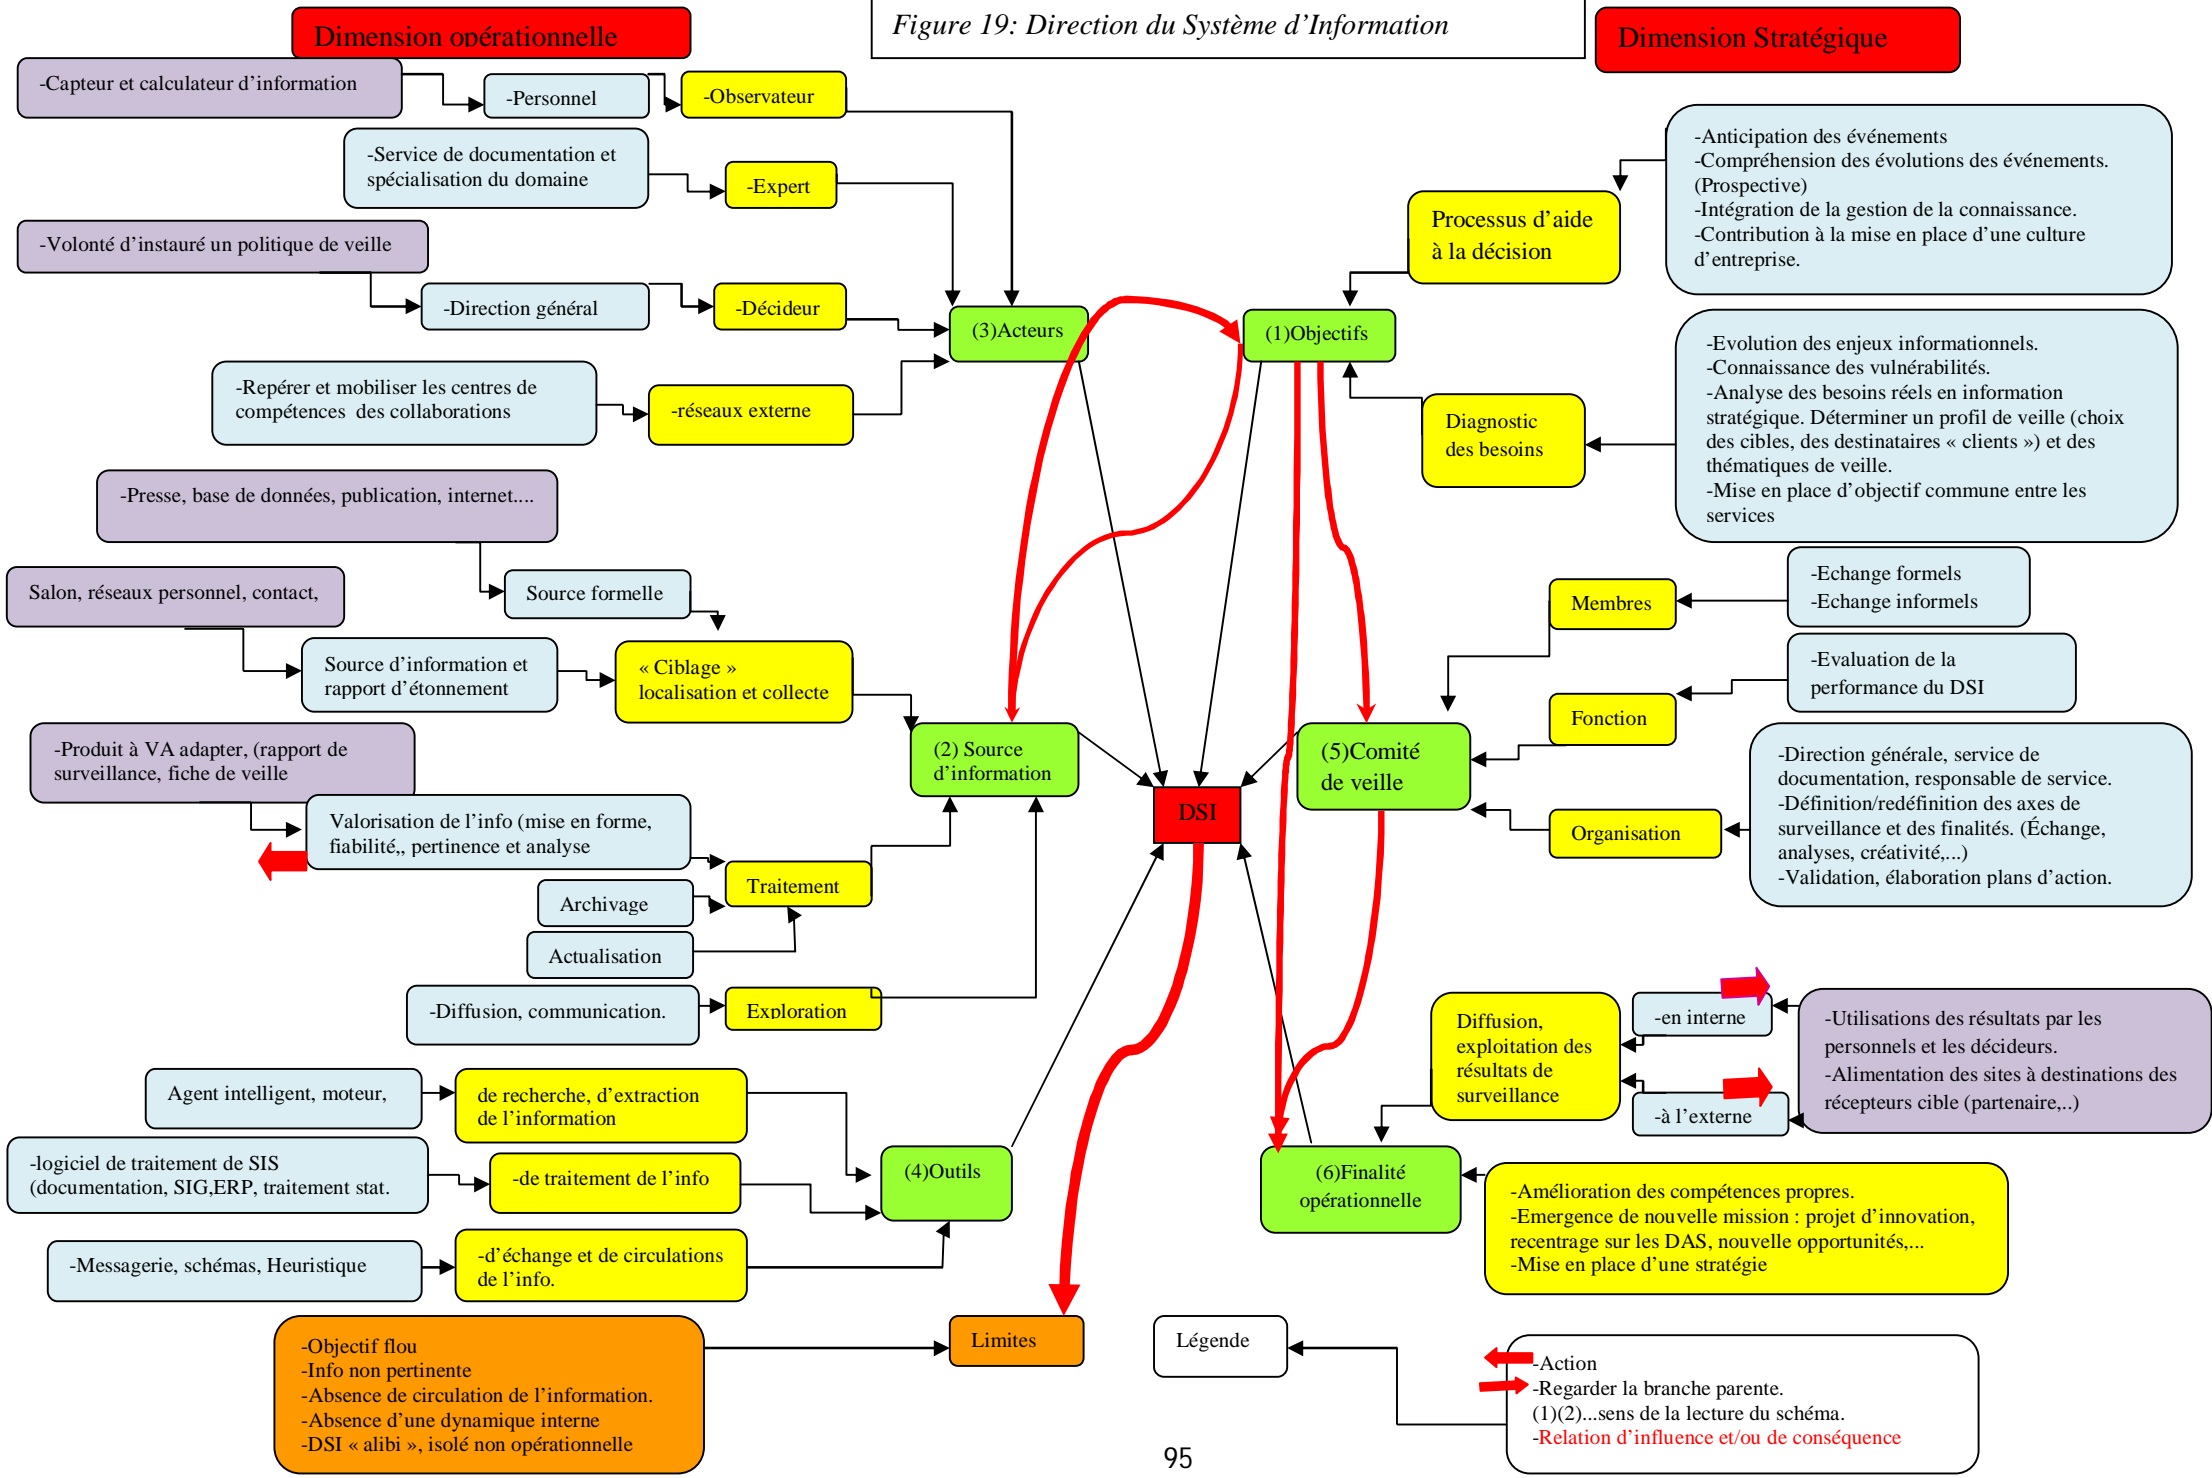 Figure 19: Direction du Système d'Information
Dimension opérationnelle
Dimension Stratégique
-Capteur et calculateur d'information
-Personnel
-Observateur
-Service de documentation et
spécialisation du domaine
-Expert
-Volonté d'instauré un politique de veille
-Direction général
-Décideur
-Repérer et mobiliser les centres de
compétences  des collaborations
-réseaux externe
(3)Acteurs
-Presse, base de données, publication, internet....
Source formelle
Salon, réseaux personnel, contact,
Source d'information et
rapport d'étonnement
« Ciblage »
localisation et collecte
-Produit à VA adapter, (rapport de
surveillance, fiche de veille
Valorisation de l'info (mise en forme,
fiabilité,, pertinence et analyse
Archivage
Actualisation
Traitement
-Diffusion, communication.
Exploration
(2) Source
d'information
Agent intelligent, moteur,
de recherche, d'extraction
de l'information
-logiciel de traitement de SIS
(documentation, SIG,ERP, traitement stat.
-de traitement de l'info
-Messagerie, schémas, Heuristique
-d'échange et de circulations
de l'info.
(4)Outils
-Objectif flou
-Info non pertinente
-Absence de circulation de l'information.
-Absence d'une dynamique interne
-DSI « alibi », isolé non opérationnelle
Limites
DSI
(1)Objectifs
Processus d'aide
à la décision
-Anticipation des événements
-Compréhension des évolutions des événements.
(Prospective)
-Intégration de la gestion de la connaissance.
-Contribution à la mise en place d'une culture
d'entreprise.
Diagnostic
des besoins
-Evolution des enjeux informationnels.
-Connaissance des vulnérabilités.
-Analyse des besoins réels en information
stratégique. Déterminer un profil de veille (choix
des cibles, des destinataires « clients ») et des
thématiques de veille.
-Mise en place d'objectif commune entre les
services
(5)Comité
de veille
Membres
-Echange formels
-Echange informels
Fonction
-Evaluation de la
performance du DSI
Organisation
-Direction générale, service de
documentation, responsable de service.
-Définition/redéfinition des axes de
surveillance et des finalités. (Échange,
analyses, créativité,...)
-Validation, élaboration plans d'action.
Diffusion,
exploitation des
résultats de
surveillance
-en interne
-à l'externe
-Utilisations des résultats par les
personnels et les décideurs.
-Alimentation des sites à destinations des
récepteurs cible (partenaire,..)
(6)Finalité
opérationnelle
-Amélioration des compétences propres.
-Emergence de nouvelle mission : projet d'innovation,
recentrage sur les DAS, nouvelle opportunités,...
-Mise en place d'une stratégie
Légende
-Action
-Regarder la branche parente.
(1)(2)...sens de la lecture du schéma.
-Relation d'influence et/ou de conséquence
95